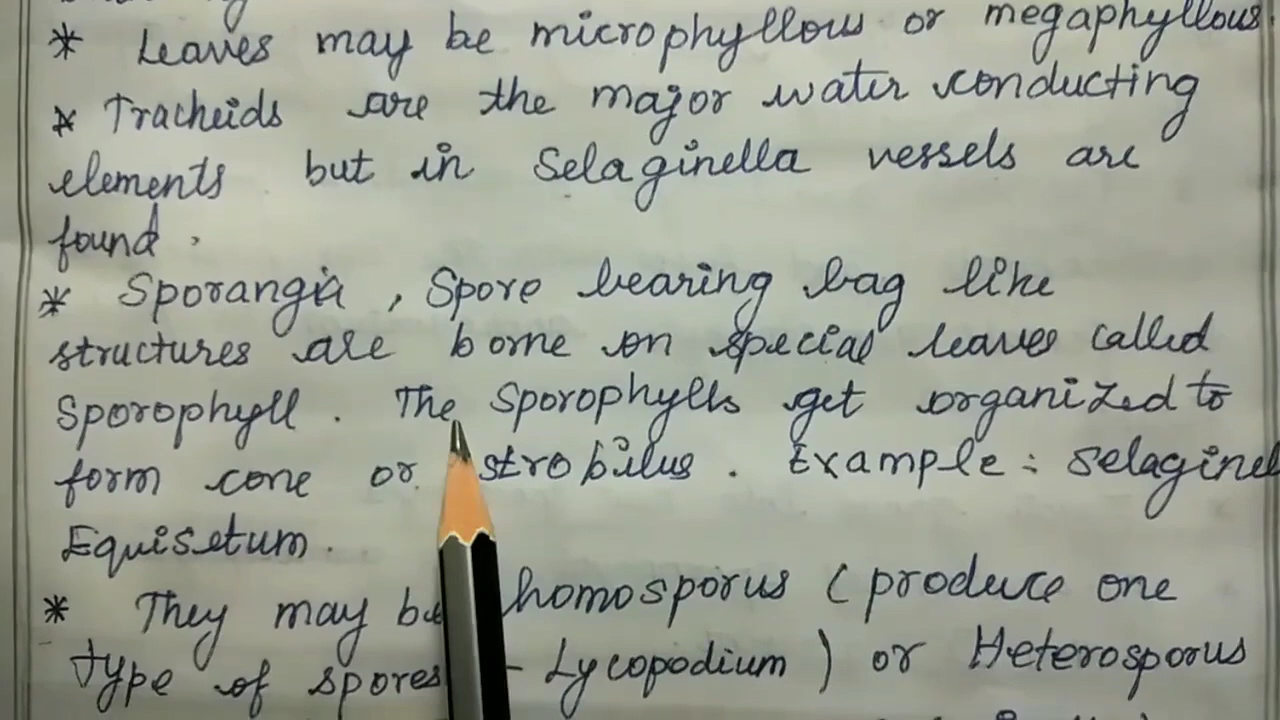 * Leaves may be microphyllous or megaphyllous.
* Tracheids are the major water conducting
elements but in Selaginella vessels are
found.
* Sporangia, Spore bearing bag like
structures are borne on special leaves called
Sporophyll. The Sporophylls get organized to
form cone or strobilus. Example: Selaginel
Equisetum.
* They may be homosporus (produce one
type of spores - Lycopodium) or Heterosporus